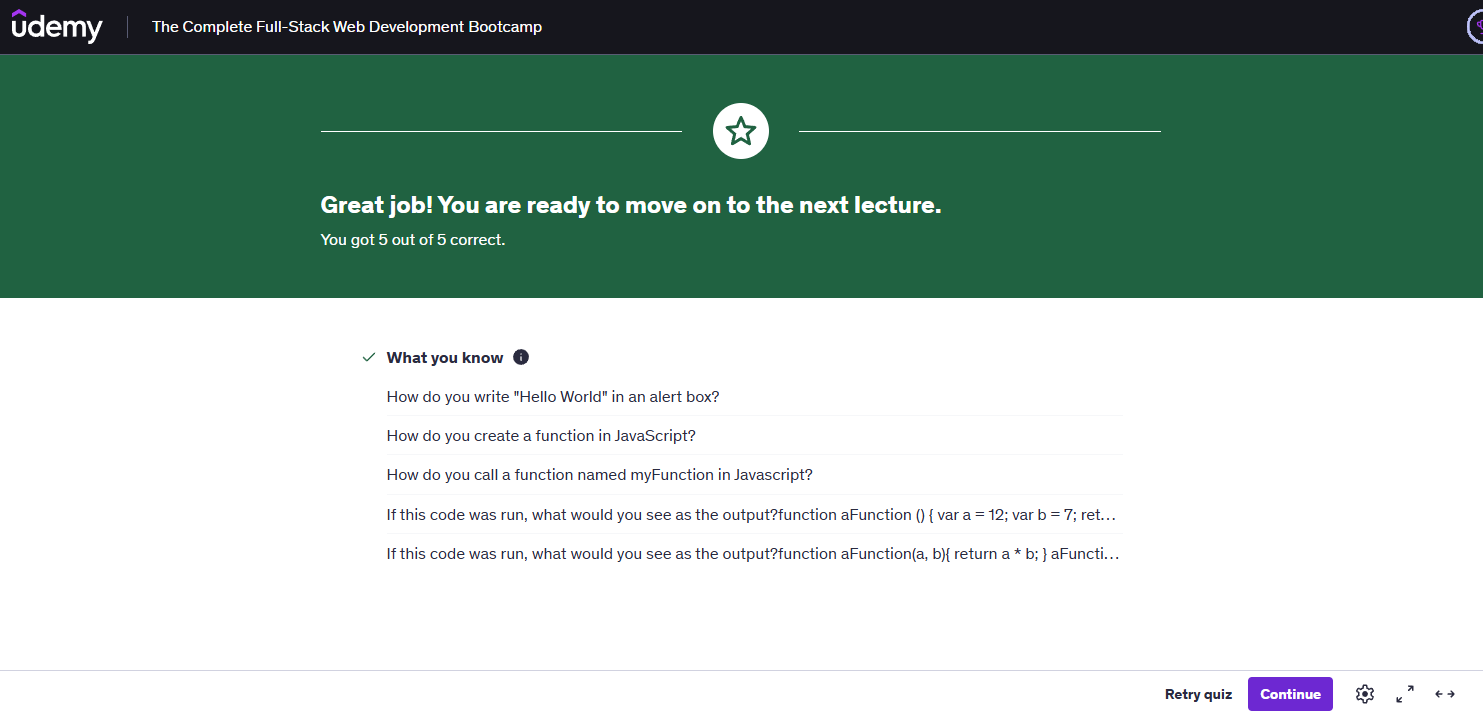 udemy
The Complete Full-Stack Web Development Bootcamp
Great job! You are ready to move on to the next lecture.
You got 5 out of 5 correct.
What you know
How do you write "Hello World" in an alert box?
How do you create a function in JavaScript?
How do you call a function named myFunction in Javascript?
If this code was run, what would you see as the output?function aFunction () { var a = 12; var b = 7; ret...
If this code was run, what would you see as the output?function aFunction(a, b){ return a * b; } aFuncti...
Retry quiz
Continue